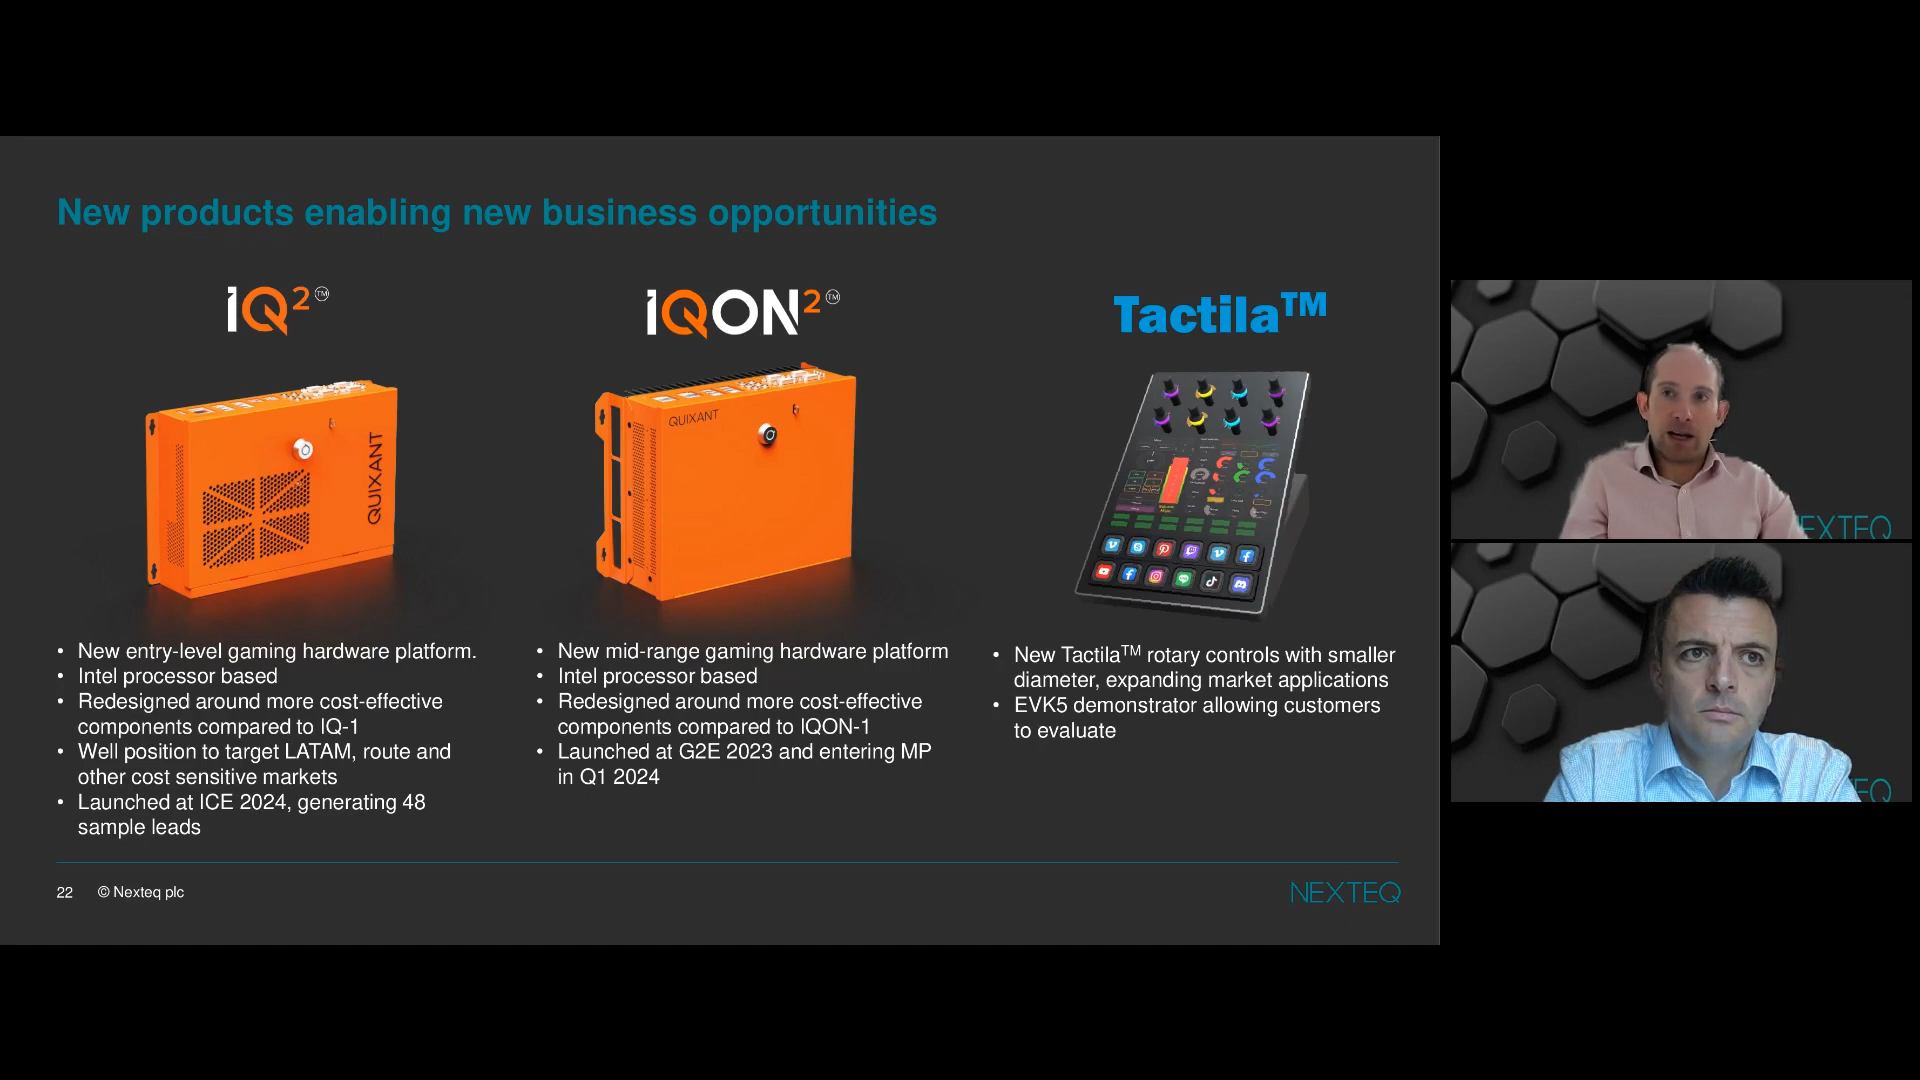 New products enabling new business opportunities
iQ2™
iQON2™
Tactila™
QUIXANT
QUIXANT
• New entry-level gaming hardware platform.
• Intel processor based
• Redesigned around more cost-effective
components compared to IQ-1
• Well position to target LATAM, route and
other cost sensitive markets
• Launched at ICE 2024, generating 48
sample leads
• New mid-range gaming hardware platform
• Intel processor based
• Redesigned around more cost-effective
components compared to IQON-1
• Launched at G2E 2023 and entering MP
in Q1 2024
• New Tactila™ rotary controls with smaller
diameter, expanding market applications
• EVK5 demonstrator allowing customers
to evaluate
22 © Nexteq plc
NEXTEQ
EXTEQ
EQ